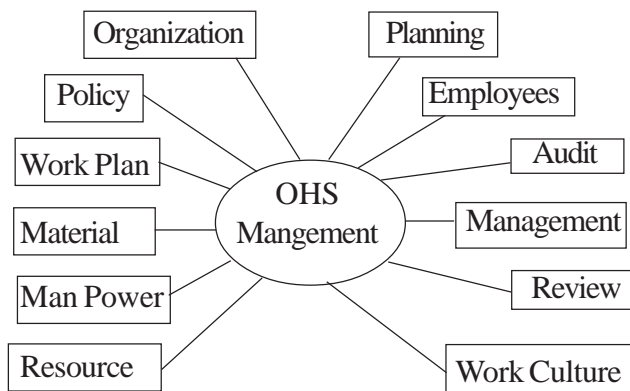 Organization
Planning
Policy
Employees
Work Plan
Audit
OHS
Mangement
Material
Management
Man Power
Review
Resource
Work Culture